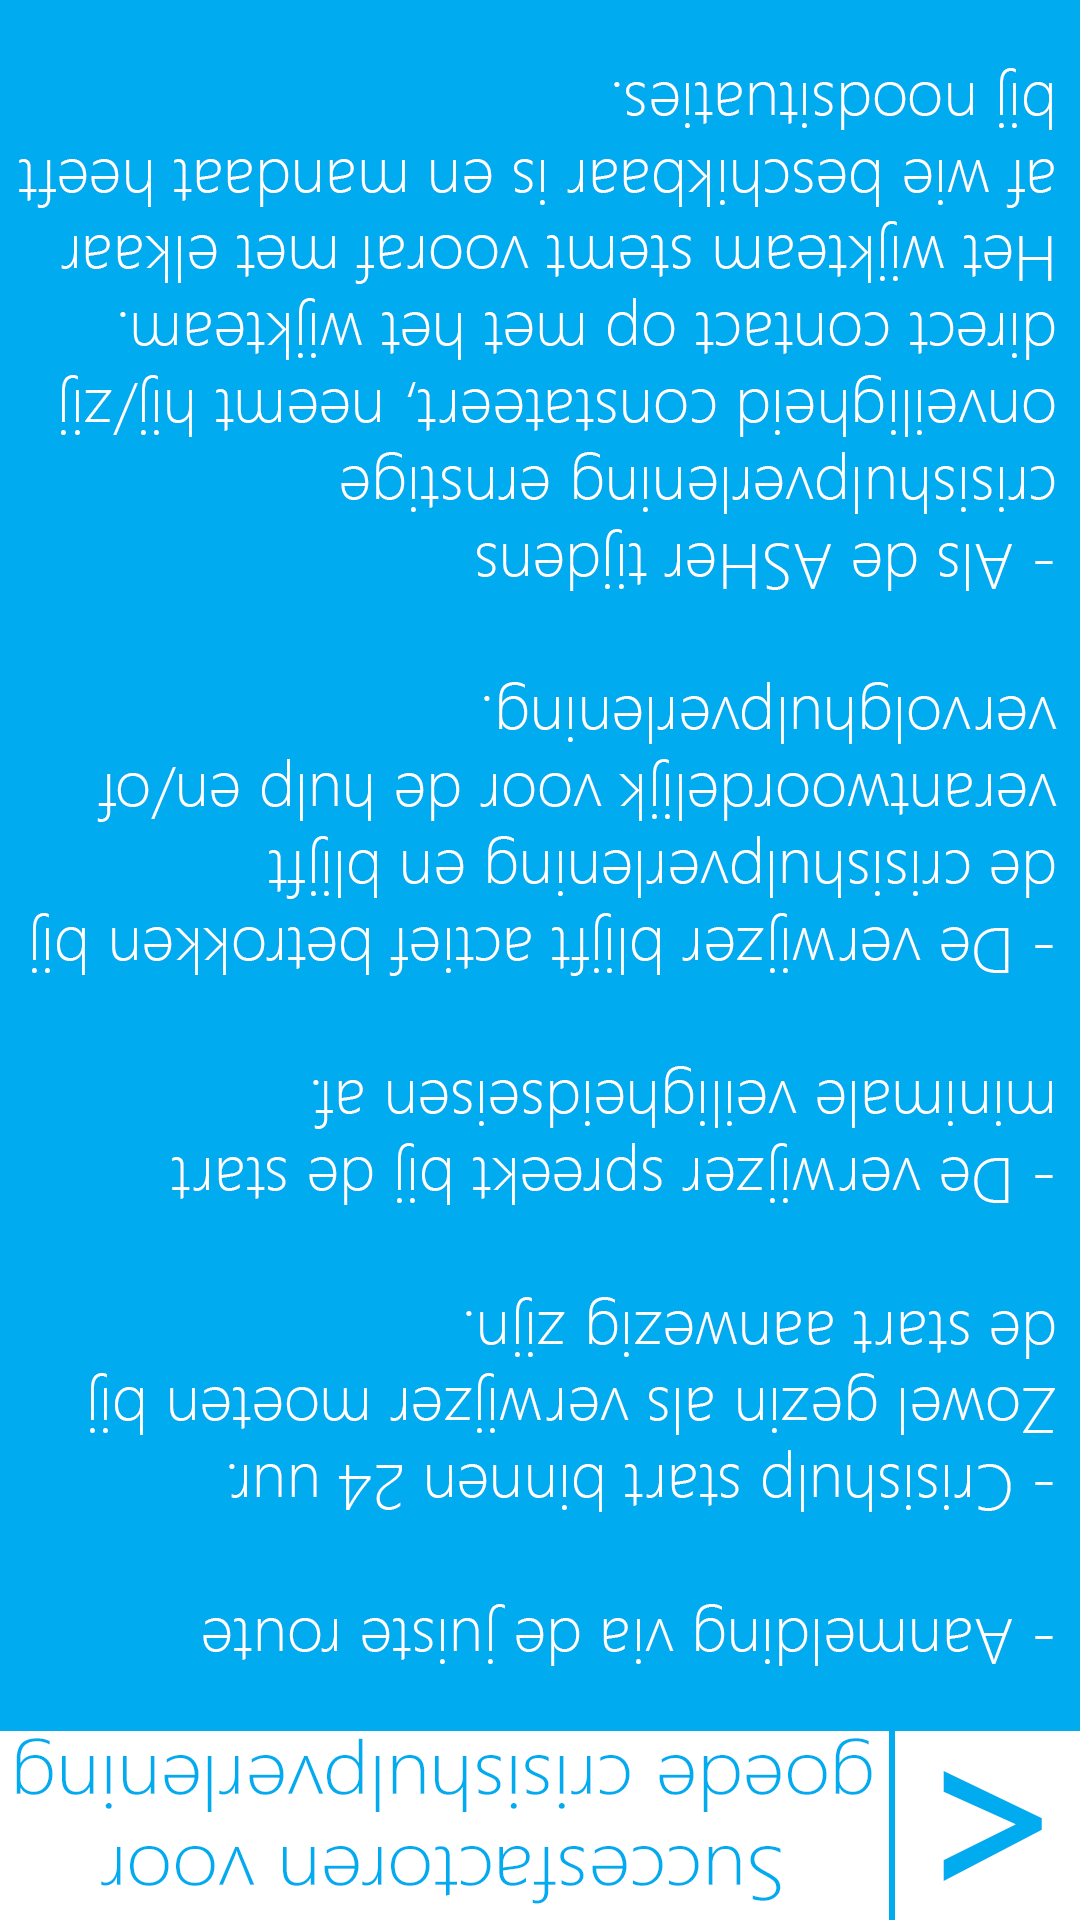 <
Succesfactoren voor
goede crisishulpverlening
- Aanmelding via de juiste route
- Crisishulp start binnen 24 uur.
Zowel gezin als verwijzer moeten bij
de start aanwezig zijn.
- De verwijzer spreekt bij de start
minimale veiligheidseisen af.
- De verwijzer blijft actief betrokken bij
de crisishulpverlening en blijft
verantwoordelijk voor de hulp en/of
vervolghulpverlening.
- Als de ASHer tijdens
crisishulpverlening ernstige
onveiligheid constateert, neemt hij/zij
direct contact op met het wijkteam.
Het wijkteam stemt vooraf met elkaar
af wie beschikbaar is en mandaat heeft
bij noodsituaties.